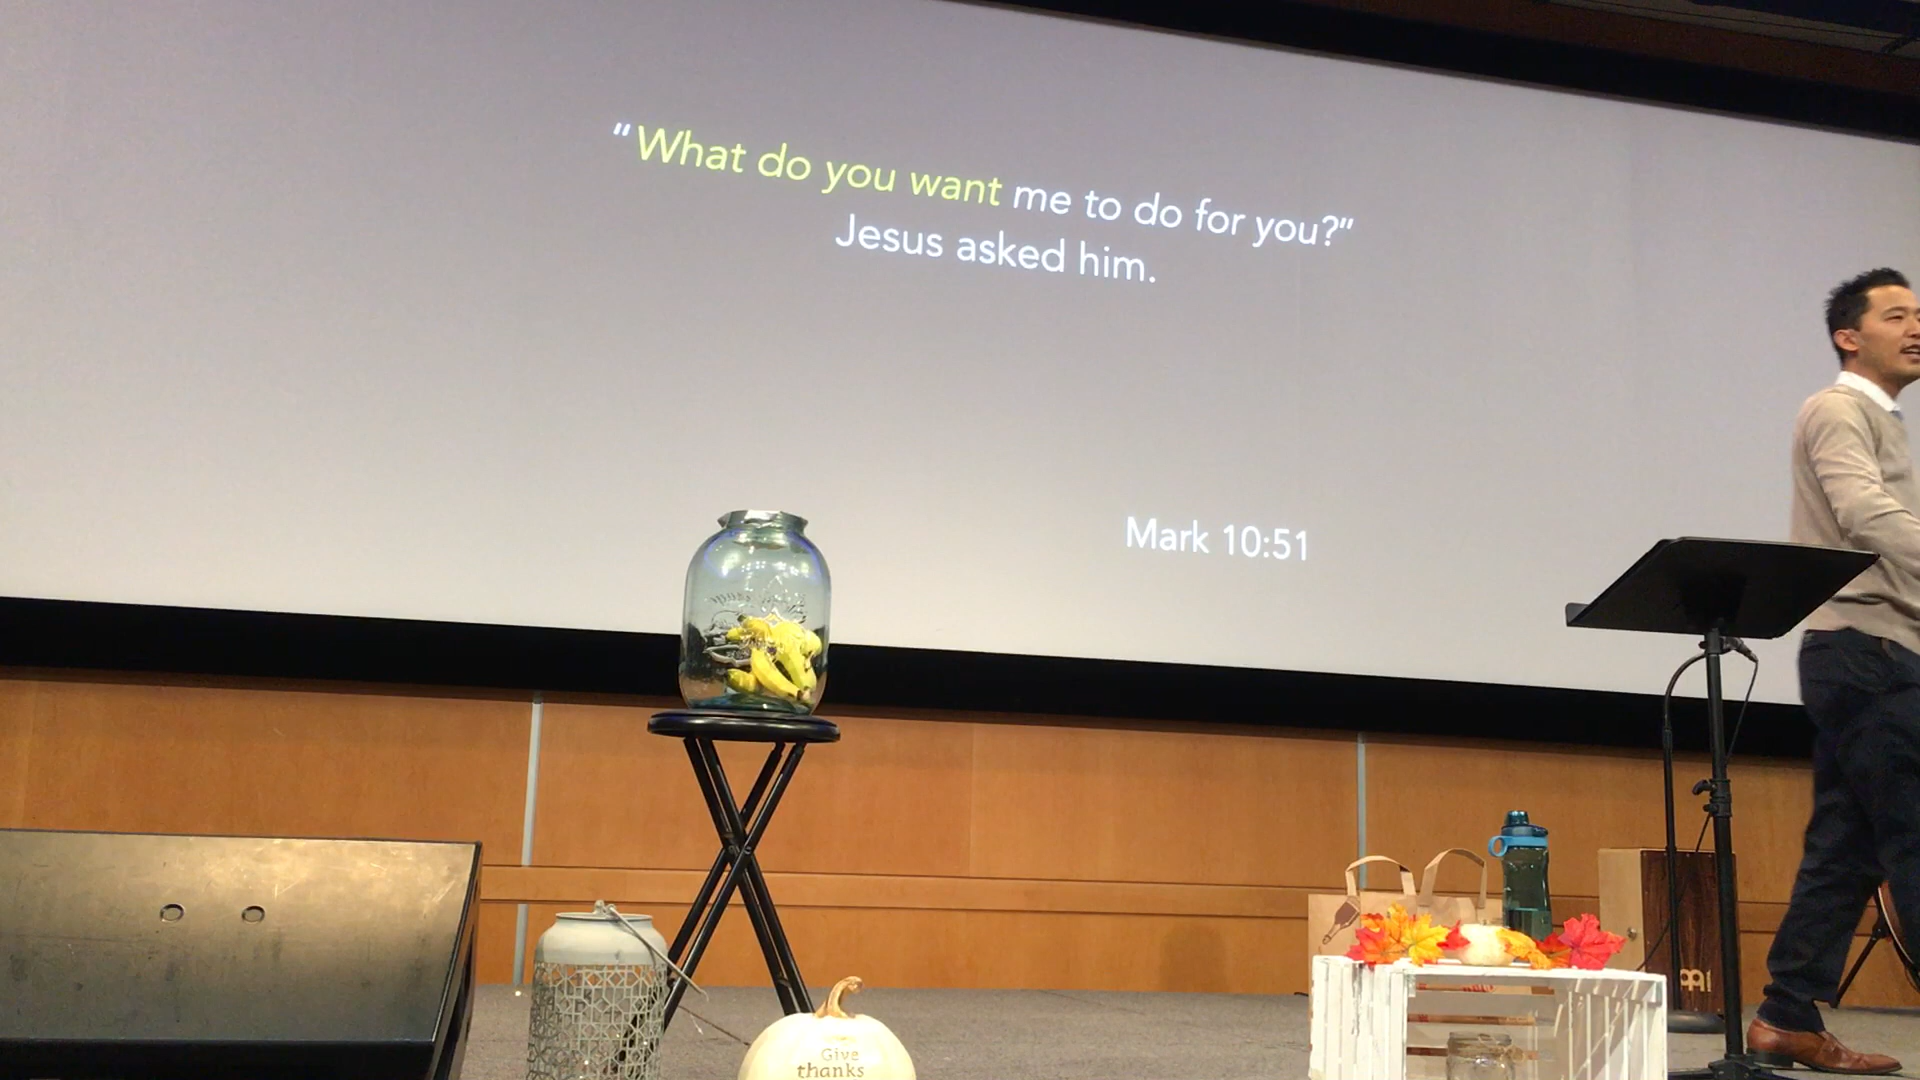 “What do you want me to do for you?”
Jesus asked him.
Mark 10:51
Give
thanks